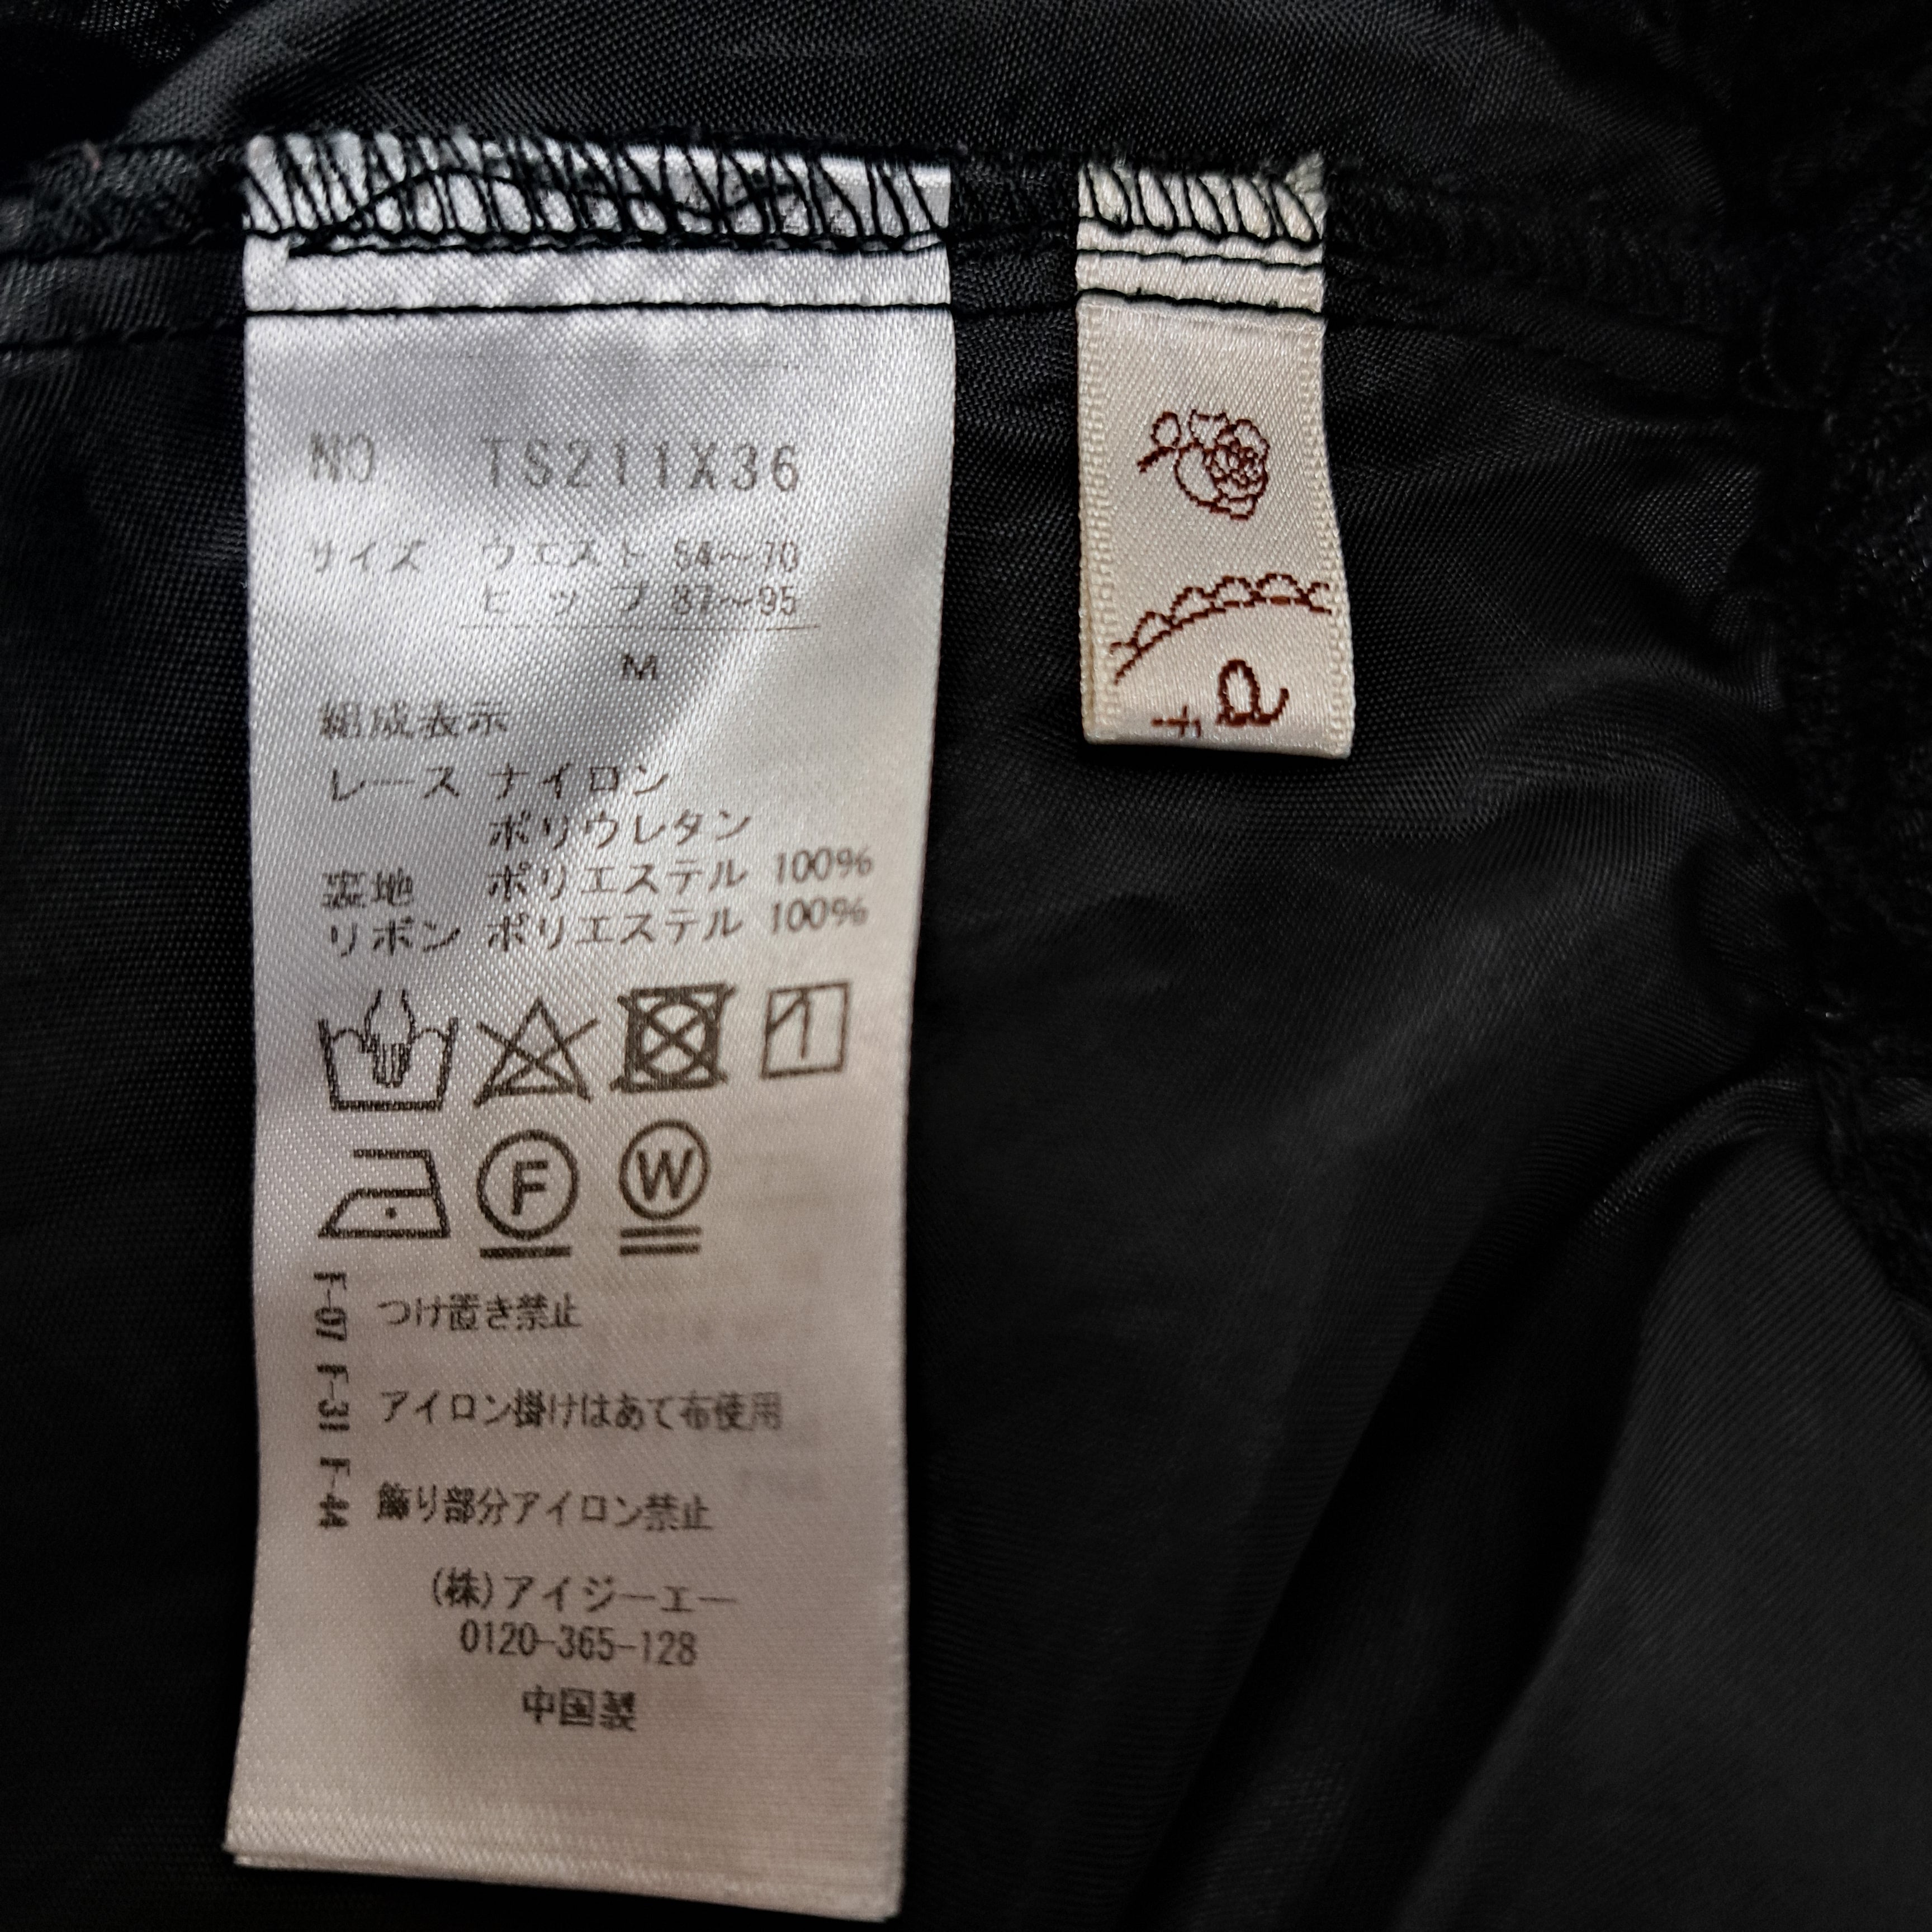 NO TS211X36
サイズ ウエスト 64～70
ヒップ 87～95
M
組成表示
レース ナイロン
ポリウレタン
裏地 ポリエステル 100%
リボン ポリエステル 100%
F
W
F-07 つけ置き禁止
F-31 アイロン掛けはあて布使用
F-44 飾り部分アイロン禁止
(株)アイジーエー
0120-365-128
中国製